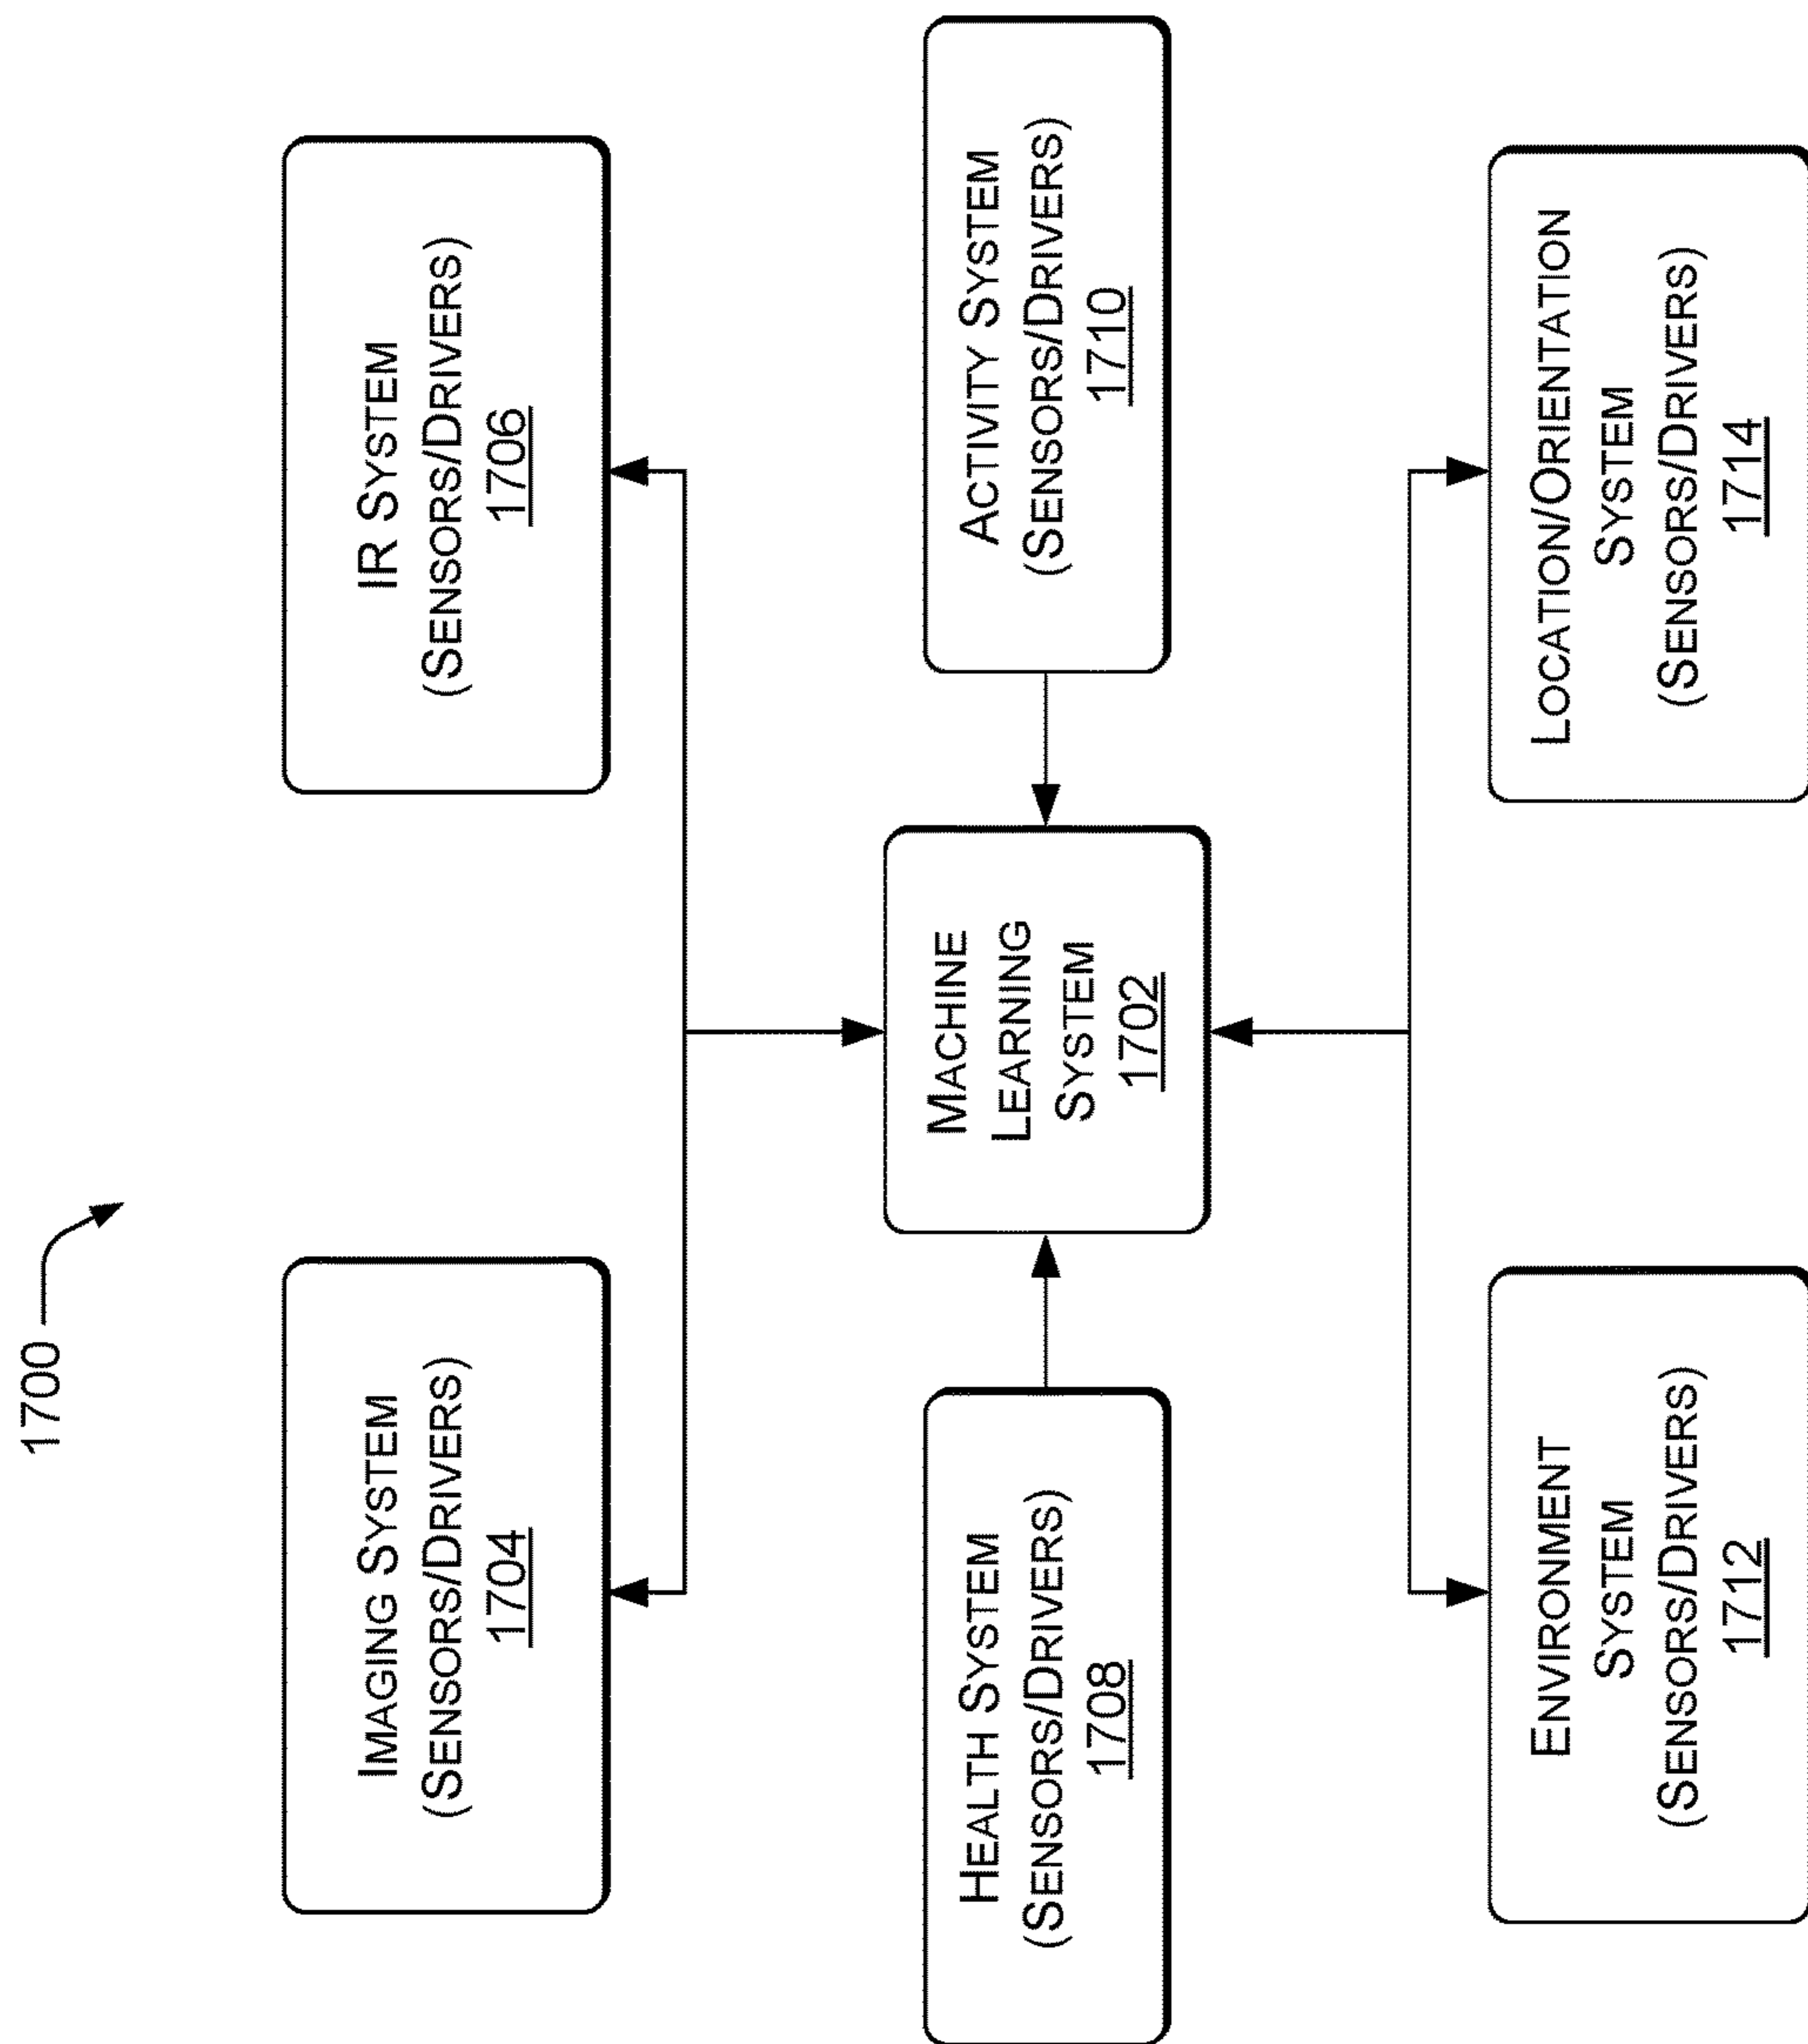 1700
IMAGING SYSTEM
(SENSORS/DRIVERS)
1704
IR SYSTEM
(SENSORS/DRIVERS)
1706
HEALTH SYSTEM
(SENSORS/DRIVERS)
1708
MACHINE
LEARNING
SYSTEM
1702
ACTIVITY SYSTEM
(SENSORS/DRIVERS)
1710
ENVIRONMENT
SYSTEM
(SENSORS/DRIVERS)
1712
LOCATION/ORIENTATION
SYSTEM
(SENSORS/DRIVERS)
1714